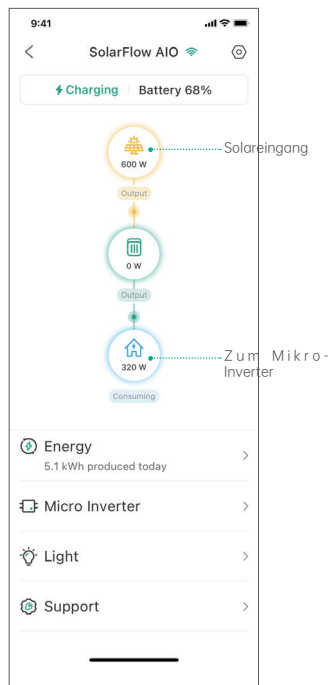 9:41
SolarFlow AIO
Charging Battery 68%
600 W
Solareingang
Output
0 W
Output
320 W
Zum Mikro-
Inverter
Consuming
Energy
5.1 kWh produced today
Micro Inverter
Light
Support